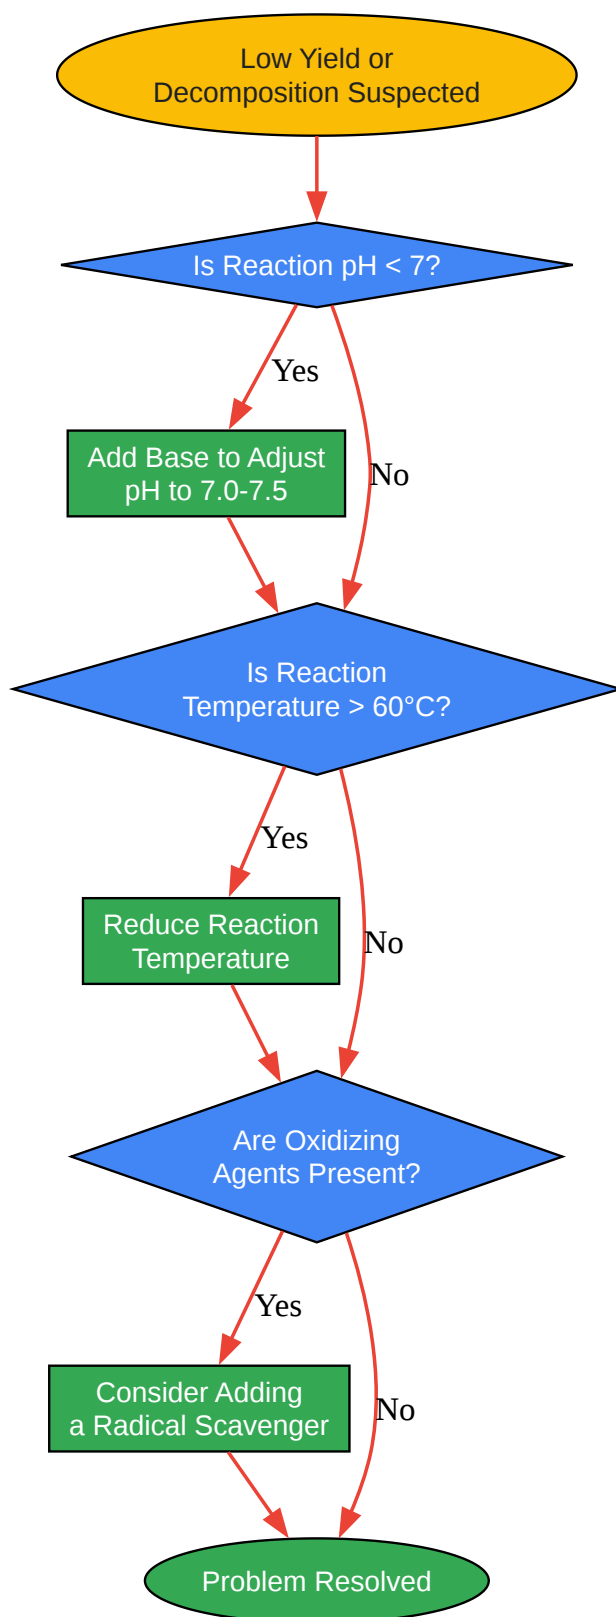 Low Yield or
Decomposition Suspected
Is Reaction pH < 7?
Yes
Add Base to Adjust
pH to 7.0-7.5
No
Is Reaction
Temperature > 60°C?
Yes
Reduce Reaction
Temperature
No
Are Oxidizing
Agents Present?
Yes
Consider Adding
a Radical Scavenger
No
Problem Resolved